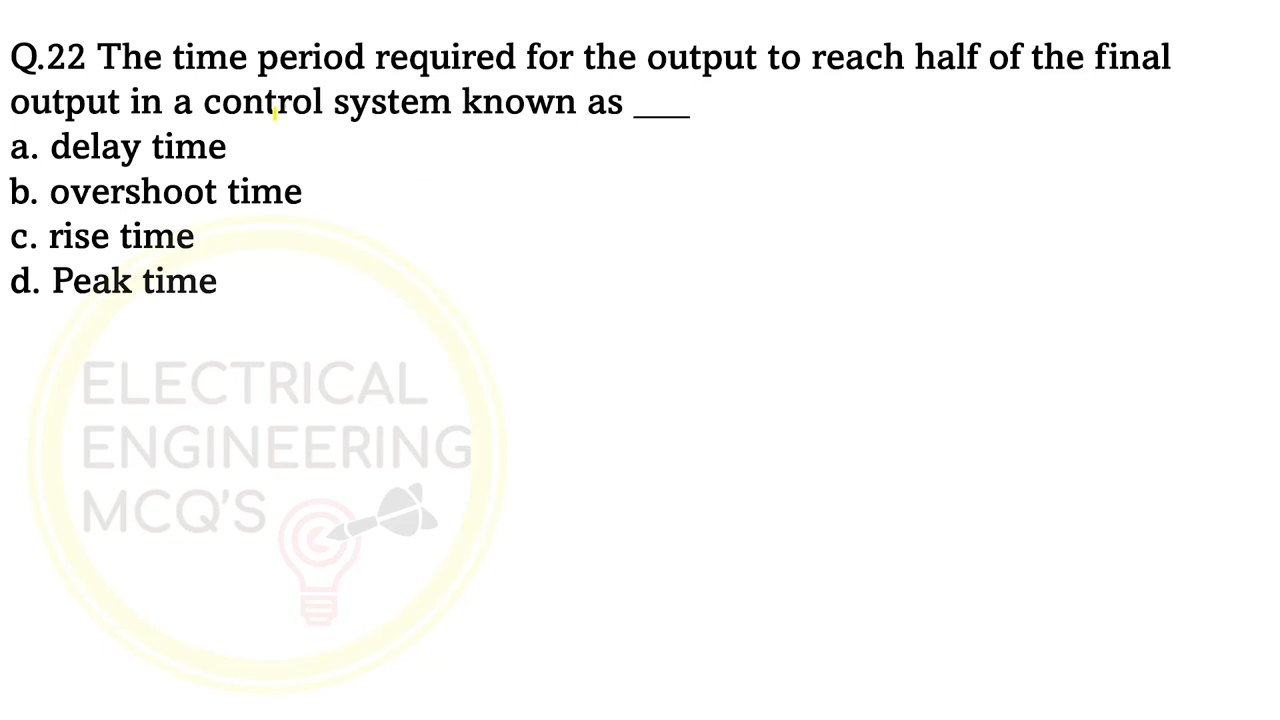 Q.22 The time period required for the output to reach half of the final
output in a control system known as ___
a. delay time
b. overshoot time
c. rise time
d. Peak time
ELECTRICAL
ENGINEERING
MCQ'S